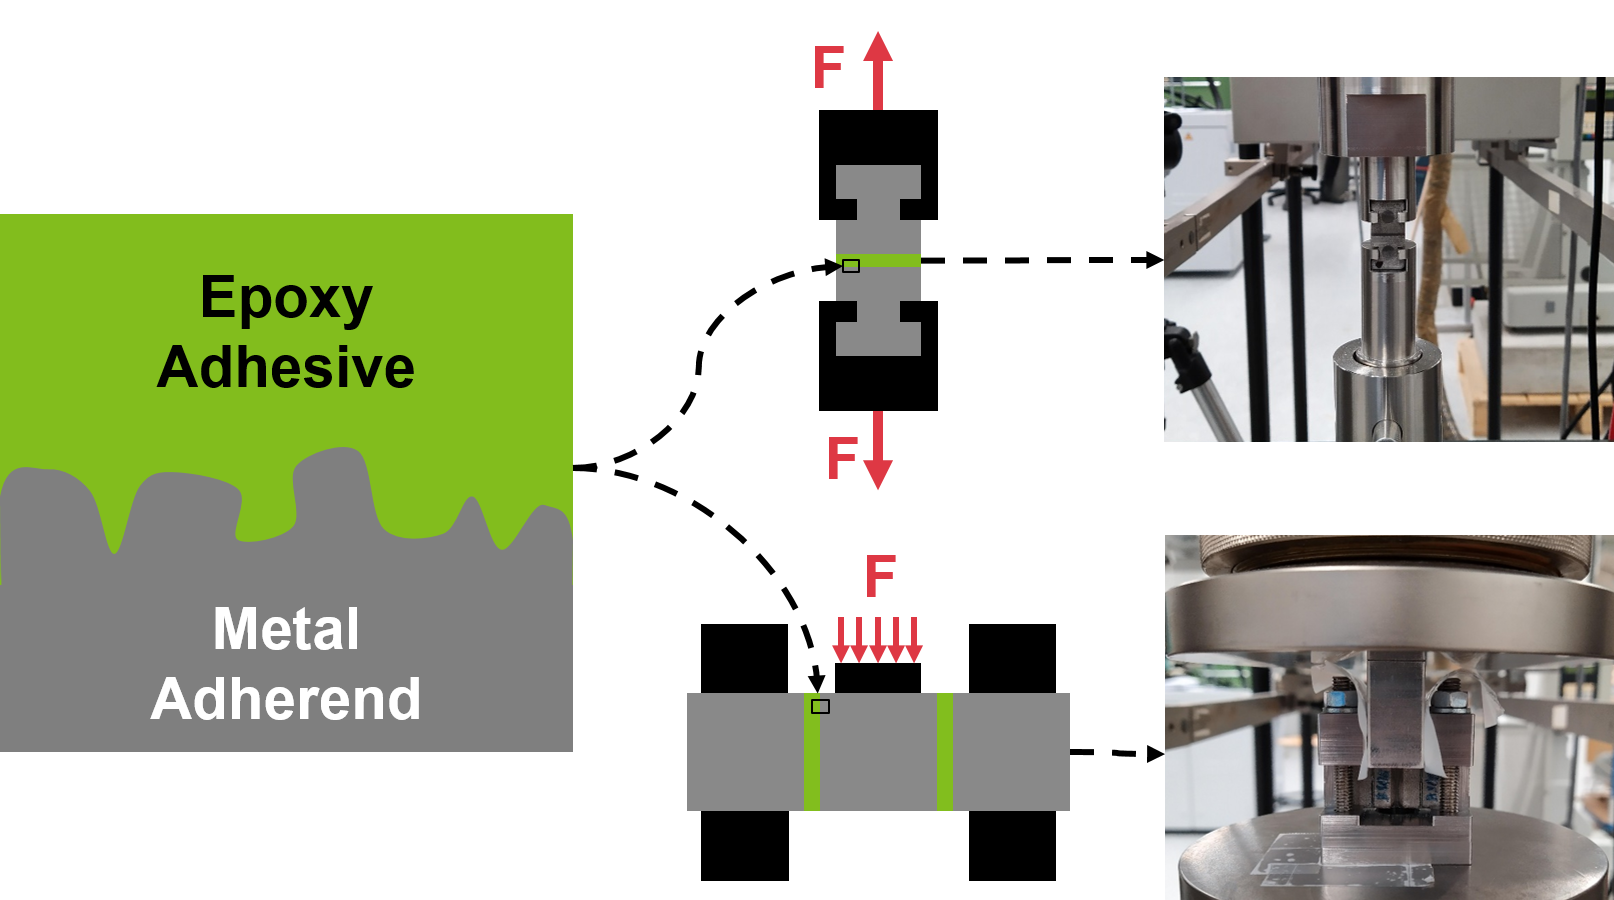 Epoxy
Adhesive
Metal
Adherend
F
F
F